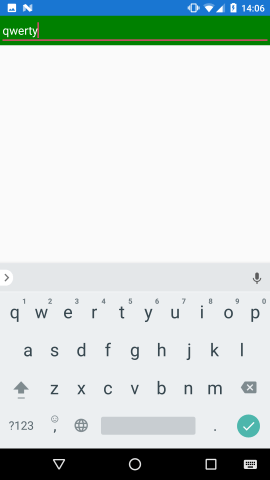 14:06
qwerty
1 2 3 4 5 6 7 8 9 0
q w e r t y u i o p
a s d f g h j k l
z x c v b n m
?123 , .